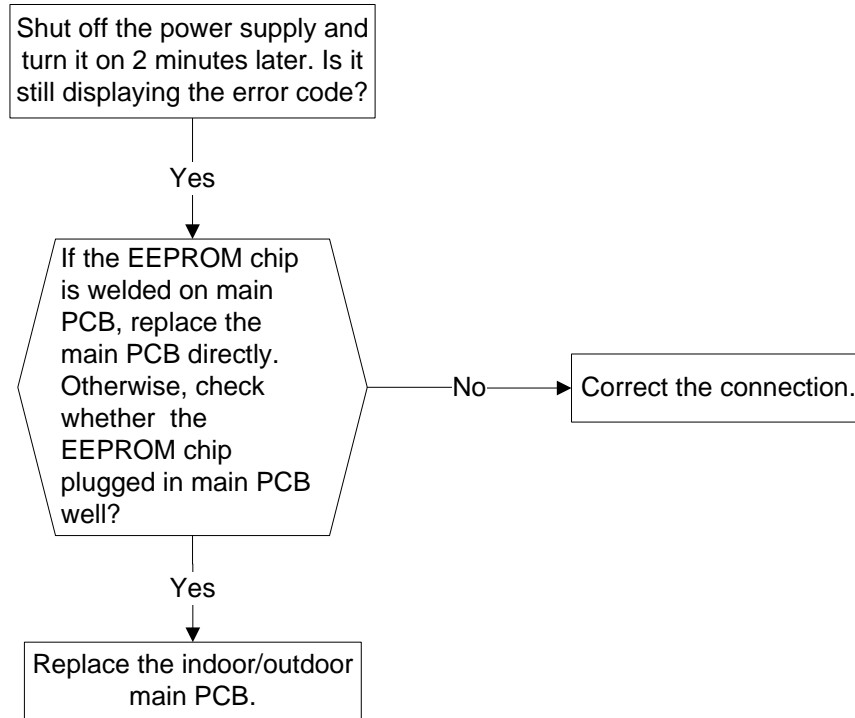 Shut off the power supply and
turn it on 2 minutes later. Is it
still displaying the error code?
Yes
If the EEPROM chip
is welded on main
PCB, replace the
main PCB directly.
Otherwise, check
whether  the
EEPROM chip
plugged in main PCB
well?
No
Correct the connection.
Yes
Replace the indoor/outdoor
main PCB.